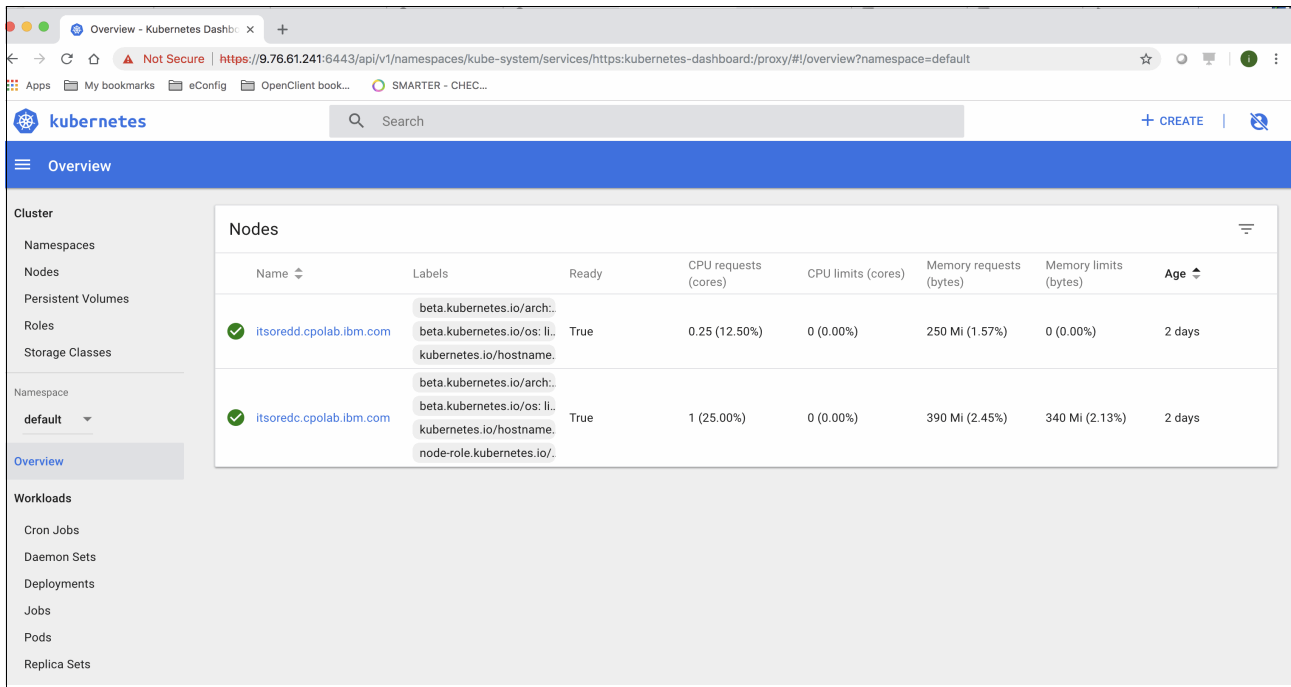 Overview - Kubernetes Dashbo
Not Secure | https://9.76.61.241:6443/api/v1/namespaces/kube-system/services/https:kubernetes-dashboard:/proxy/#!/overview?namespace=default
i
Apps My bookmarks eConfig OpenClient book... SMARTER - CHEC...
kubernetes Search + CREATE |
Overview
Cluster
Namespaces
Nodes
Persistent Volumes
Roles
Storage Classes
Namespace
default
Overview
Workloads
Cron Jobs
Daemon Sets
Deployments
Jobs
Pods
Replica Sets
Nodes
Name Labels Ready CPU requests (cores) CPU limits (cores) Memory requests (bytes) Memory limits (bytes) Age
beta.kubernetes.io/arch:..
itsoredd.cpolab.ibm.com beta.kubernetes.io/os: li.. True 0.25 (12.50%) 0 (0.00%) 250 Mi (1.57%) 0 (0.00%) 2 days
kubernetes.io/hostname.
beta.kubernetes.io/arch:..
beta.kubernetes.io/os: li..
itsoredc.cpolab.ibm.com True 1 (25.00%) 0 (0.00%) 390 Mi (2.45%) 340 Mi (2.13%) 2 days
kubernetes.io/hostname.
node-role.kubernetes.io/..